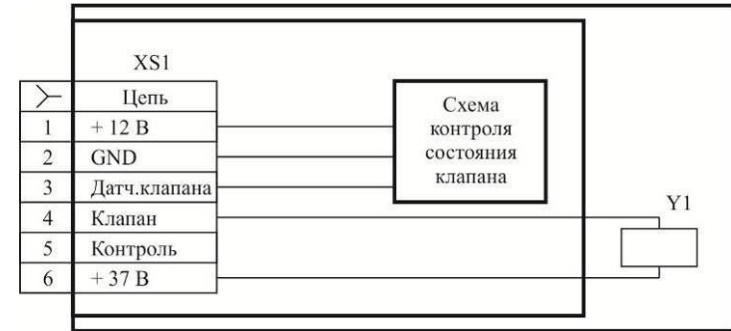 XS1
Цепь
1 + 12 В
2 GND
3 Датч.клапана
4 Клапан
5 Контроль
6 + 37 В
Схема
контроля
состояния
клапана
Y1